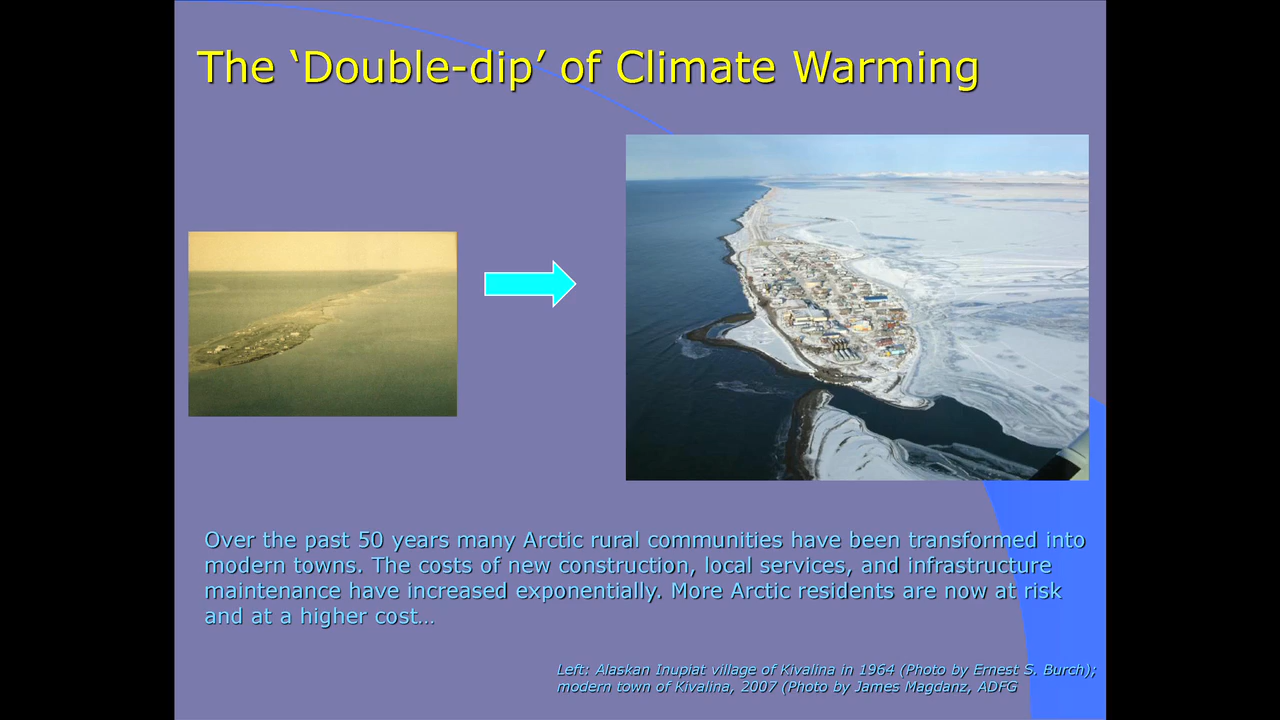 The ‘Double-dip’ of Climate Warming
Over the past 50 years many Arctic rural communities have been transformed into
modern towns. The costs of new construction, local services, and infrastructure
maintenance have increased exponentially. More Arctic residents are now at risk
and at a higher cost…
Left: Alaskan Inupiat village of Kivalina in 1964 (Photo by Ernest S. Burch);
modern town of Kivalina, 2007 (Photo by James Magdanz, ADFG